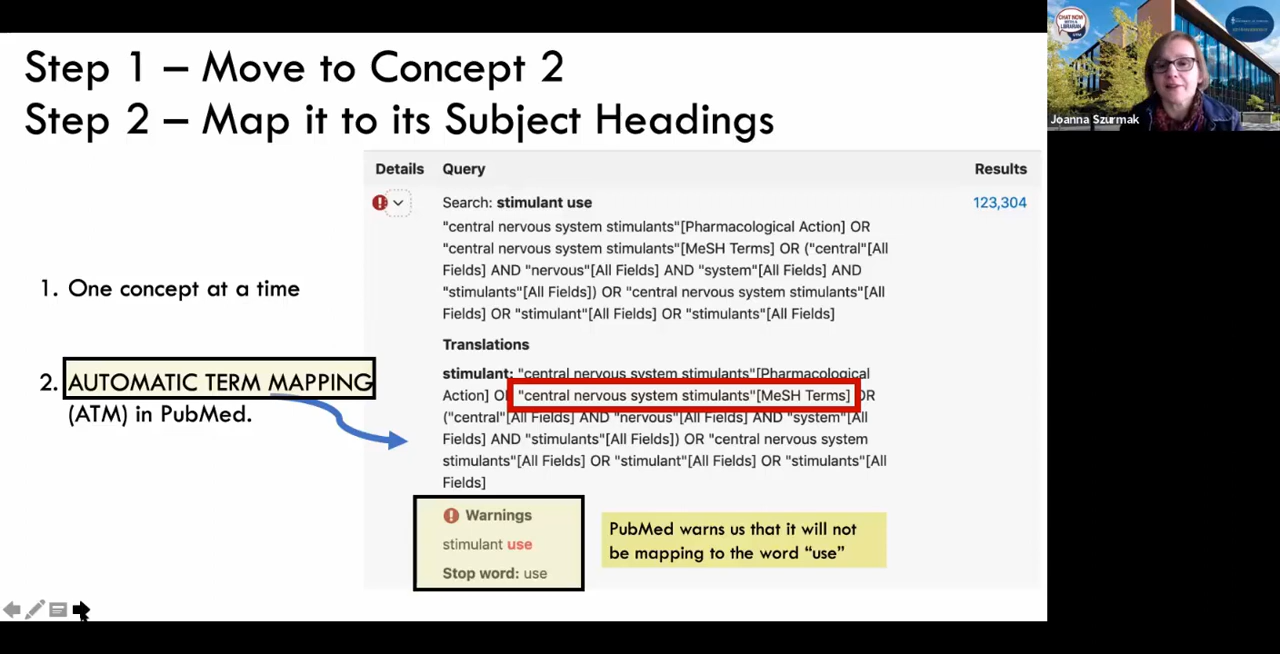 Step 1 – Move to Concept 2
Step 2 – Map it to its Subject Headings
CHAT NOW
WITH A
LIBRARIAN
Joanna Szurmak
Details Query Results
Search: stimulant use 123,304
"central nervous system stimulants"[Pharmacological Action] OR
"central nervous system stimulants"[MeSH Terms] OR ("central"[All
Fields] AND "nervous"[All Fields] AND "system"[All Fields] AND
"stimulants"[All Fields]) OR "central nervous system stimulants"[All
Fields] OR "stimulant"[All Fields] OR "stimulants"[All Fields]
1. One concept at a time
2. AUTOMATIC TERM MAPPING
(ATM) in PubMed.
Translations
stimulant: "central nervous system stimulants"[Pharmacological
Action] O "central nervous system stimulants"[MeSH Terms] OR
("central"[All Fields] AND "nervous"[All Fields] AND "system"[All
Fields] AND "stimulants"[All Fields]) OR "central nervous system
stimulants"[All Fields] OR "stimulant"[All Fields] OR "stimulants"[All
Fields]
Warnings
stimulant use
Stop word: use
PubMed warns us that it will not
be mapping to the word “use”